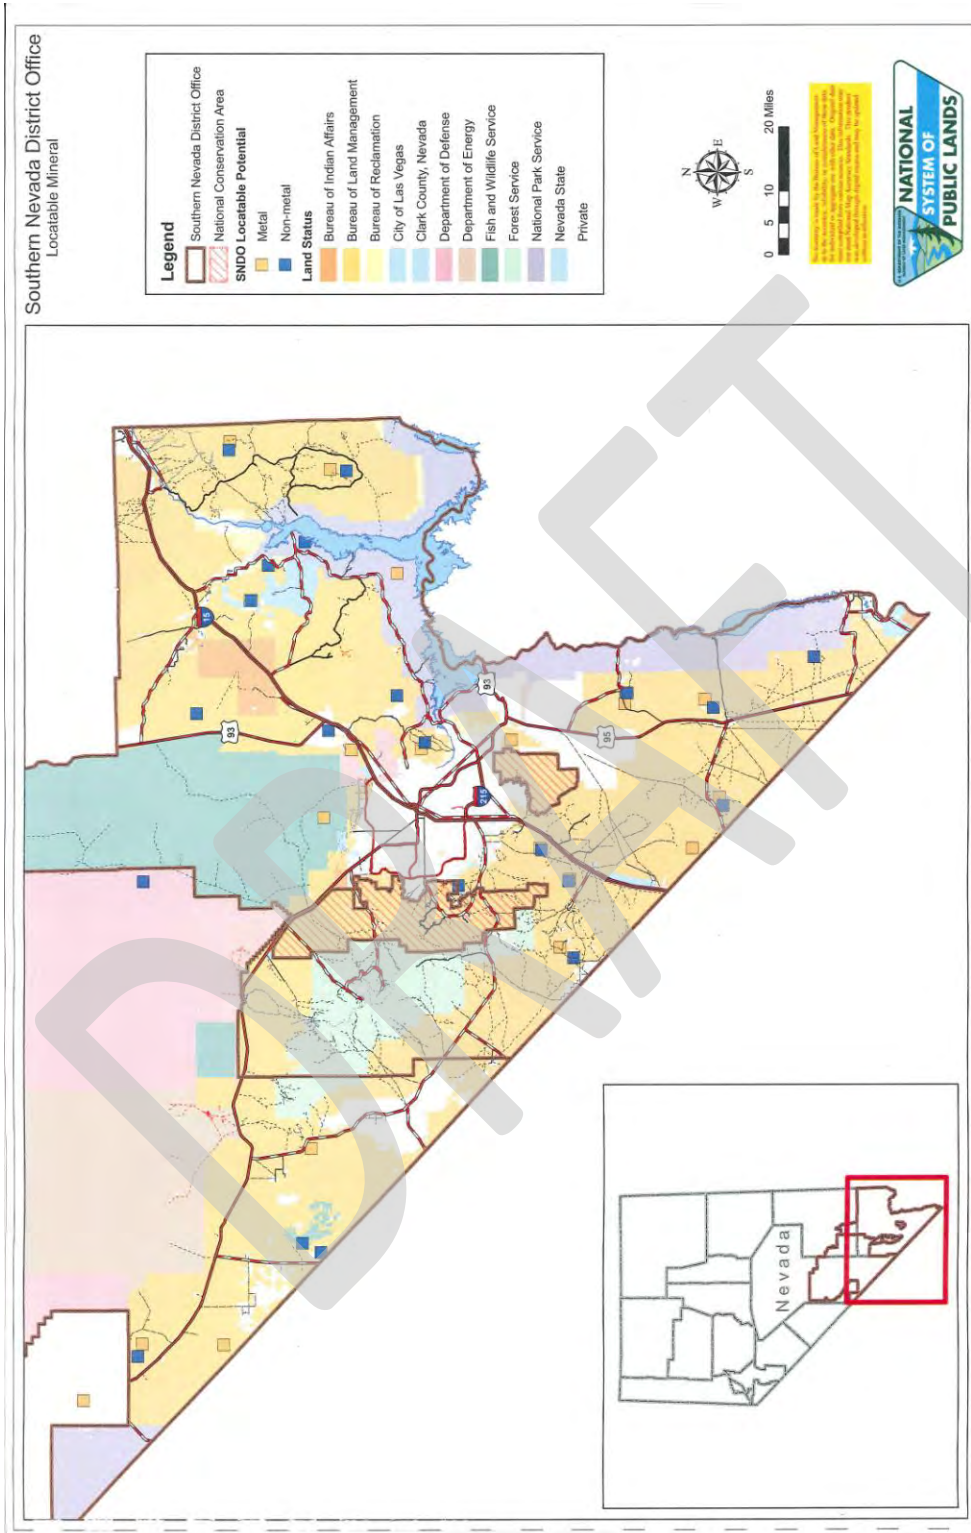 Southern Nevada District Office
Locatable Mineral
Legend
Southern Nevada District Office
National Conservation Area
SNDO Locatable Potential
Metal
Non-metal
Land Status
Bureau of Indian Affairs
Bureau of Land Management
Bureau of Reclamation
City of Las Vegas
Clark County, Nevada
Department of Defense
Department of Energy
Fish and Wildlife Service
Forest Service
National Park Service
Nevada State
Private
N
W E
S
0 5 10 20 Miles
NATIONAL
SYSTEM OF
PUBLIC LANDS
15
93
93
95
215
Nevada
DRAFT